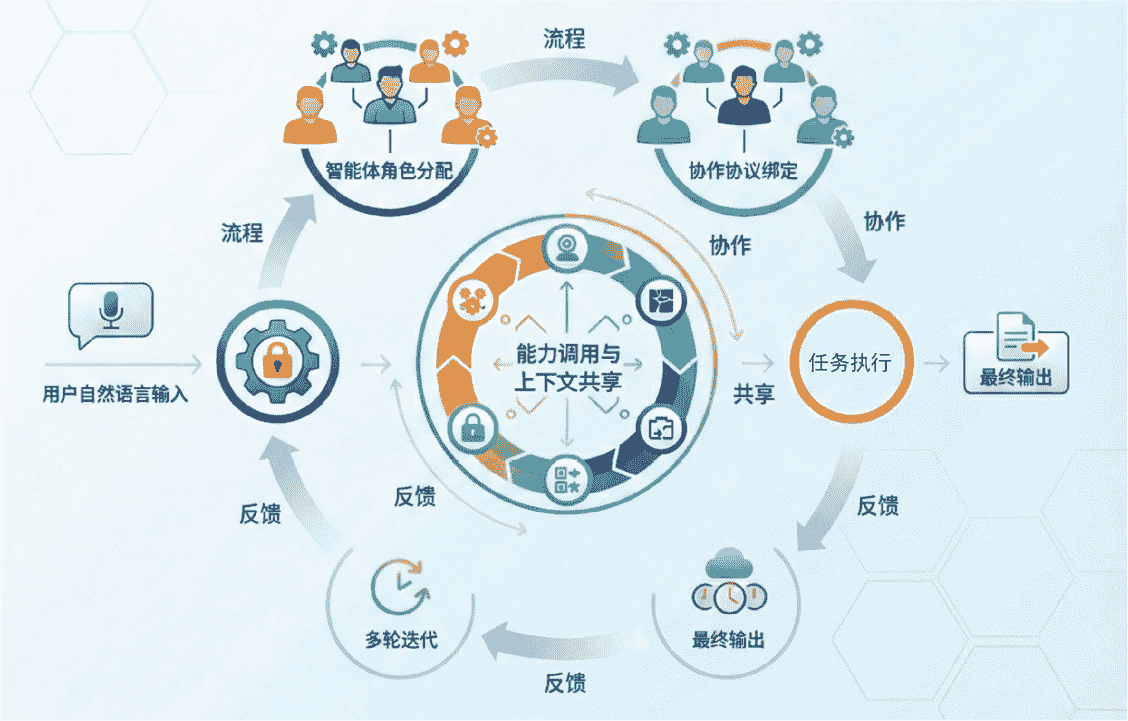 流程
智能体角色分配
协作协议绑定
流程
协作
协作
用户自然语言输入
能力调用与
上下文共享
任务执行
共享
最终输出
反馈
反馈
反馈
多轮迭代
最终输出
反馈